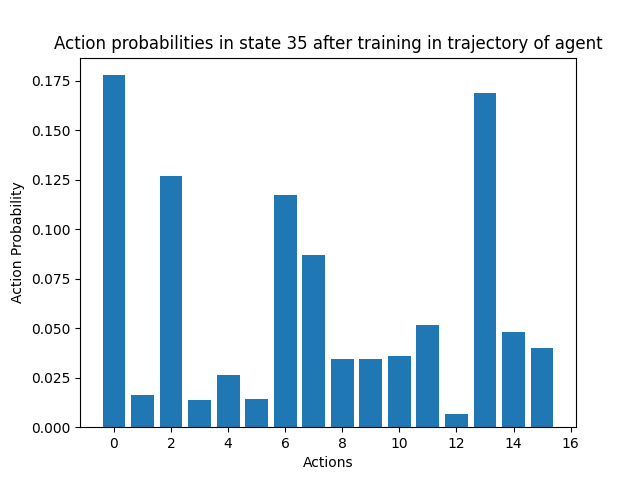 Action probabilities in state 35 after training in trajectory of agent
0.175
0.150
0.125
0.100
0.075
0.050
0.025
0.000
Action Probability
0 2 4 6 8 10 12 14 16
Actions